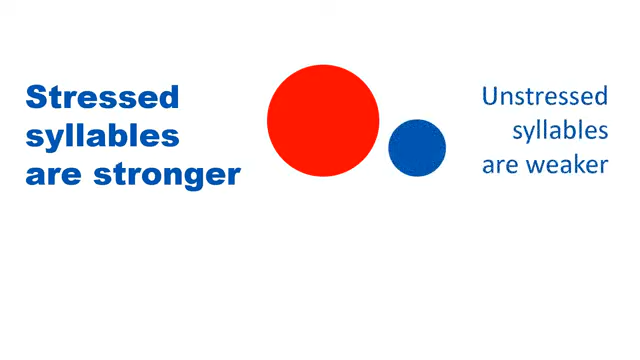 Stressed
syllables
are stronger
Unstressed
syllables
are weaker